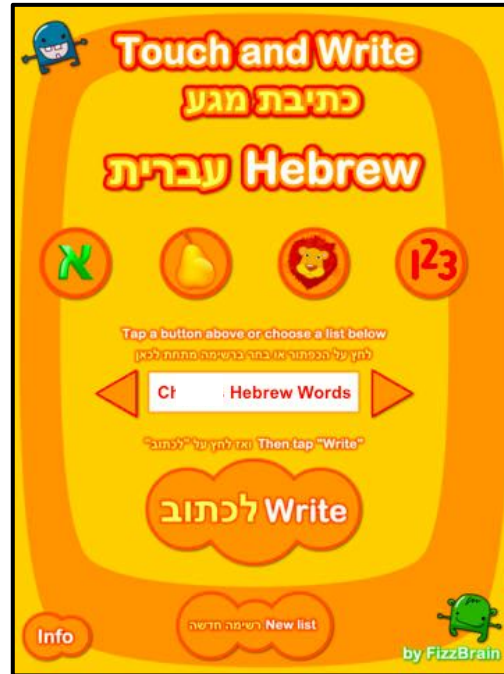 Touch and Write
כתיבת מגע
עברית Hebrew
א
123
Tap a button above or choose a list below
לחץ על הכפתור או בחר ברשימה מתחת לכאן
Hebrew Words
ואז לחץ על "לכתוב" Then tap "Write"
לכתוב Write
רשימה חדשה New list
Info
by FizzBrain